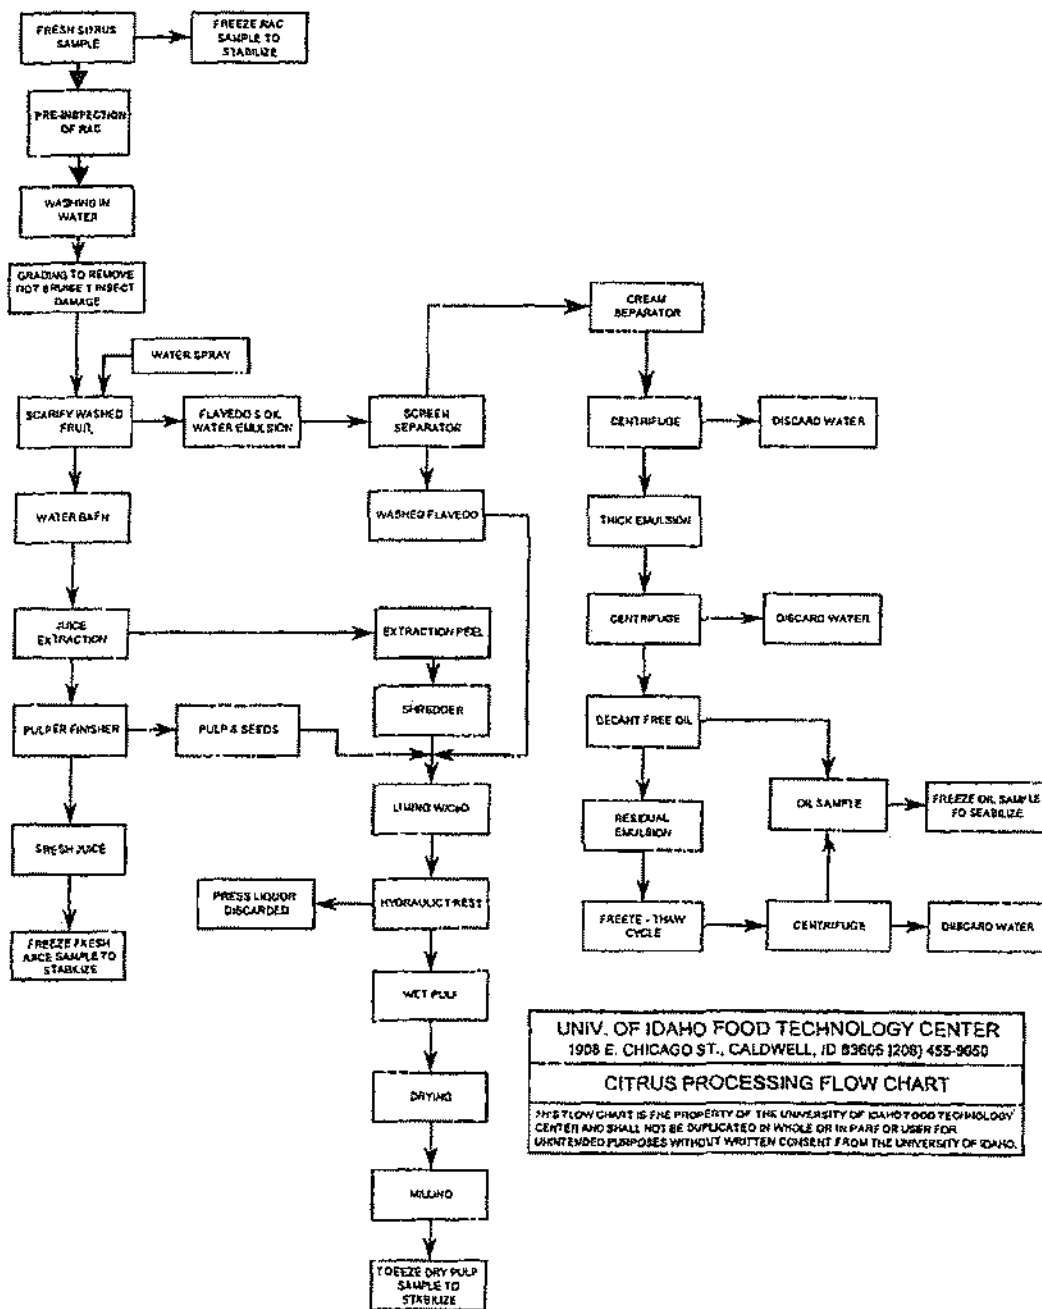 FRESH SITRUS
SAMPLE
FREEZE RAC
SAMPLE TO
STABILIZE
PRE-INSPECTION
OF RAC
WASHING IN
WATER
GRADING TO REMOVE
ROT BRUISE INSECT
DAMAGE
WATER SPRAY
SCARIFY WASHED
FRUIT
FLAVEDO & OIL
WATER EMULSION
SCREEN
SEPARATOR
CREAM
SEPARATOR
CENTRIFUGE
DISCARD WATER
WATER BATH
WASHED FLAVEDO
THICK EMULSION
JUICE
EXTRACTION
EXTRACTION PEEL
CENTRIFUGE
DISCARD WATER
SHREDDER
PULPER FINISHER
PULP & SEEDS
DECANT FREE OIL
LIMING W/CaO
RESIDUAL
EMULSION
OIL SAMPLE
FREEZE OIL SAMPLE
TO STABILIZE
FRESH JUICE
PRESS LIQUOR
DISCARDED
HYDRAULIC PRESS
FREEZE - THAW
CYCLE
CENTRIFUGE
DISCARD WATER
FREEZE FRESH
JUICE SAMPLE TO
STABILIZE
WET PULP
DRYING
MILLING
FREEZE DRY PULP
SAMPLE TO
STABILIZE
UNIV. OF IDAHO FOOD TECHNOLOGY CENTER
1908 E. CHICAGO ST., CALDWELL, ID 83605 (208) 455-9650
CITRUS PROCESSING FLOW CHART
THIS FLOW CHART IS THE PROPERTY OF THE UNIVERSITY OF IDAHO FOOD TECHNOLOGY
CENTER AND SHALL NOT BE DUPLICATED IN WHOLE OR IN PART OR USER FOR
UNINTENDED PURPOSES WITHOUT WRITTEN CONSENT FROM THE UNIVERSITY OF IDAHO.